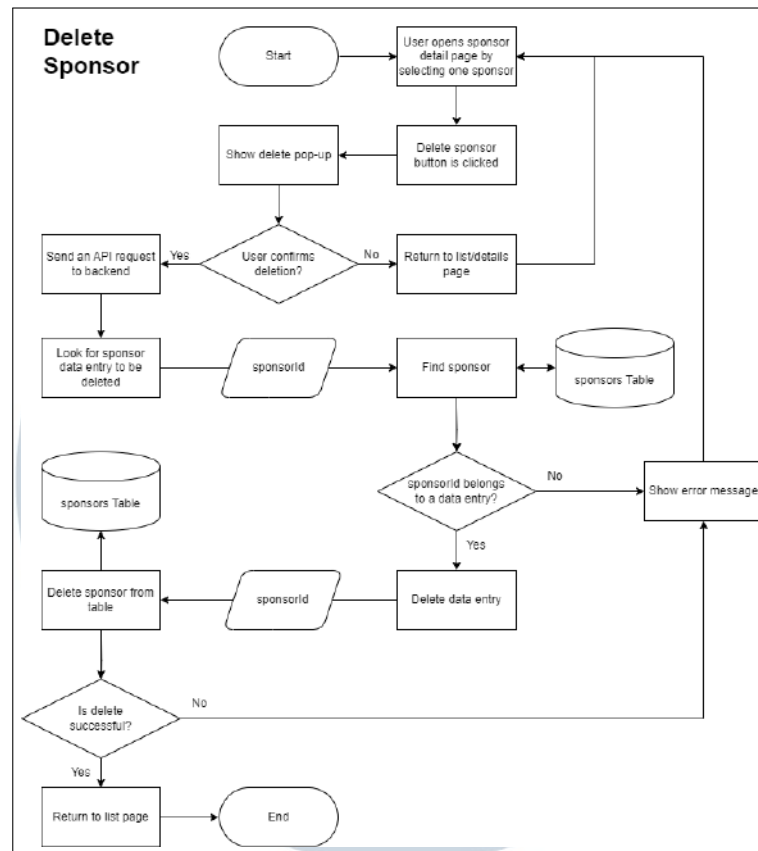 Delete
Sponsor
Start
User opens sponsor
detail page by
selecting one sponsor
Show delete pop-up
Delete sponsor
button is clicked
Send an API request
to backend
Yes
User confirms
deletion?
No
Return to list/details
page
Look for sponsor
data entry to be
deleted
sponsorId
Find sponsor
sponsors Table
sponsors Table
sponsorId belongs
to a data entry?
No
Show error message
Yes
Delete sponsor from
table
sponsorId
Delete data entry
Is delete
successful?
No
Yes
Return to list page
End